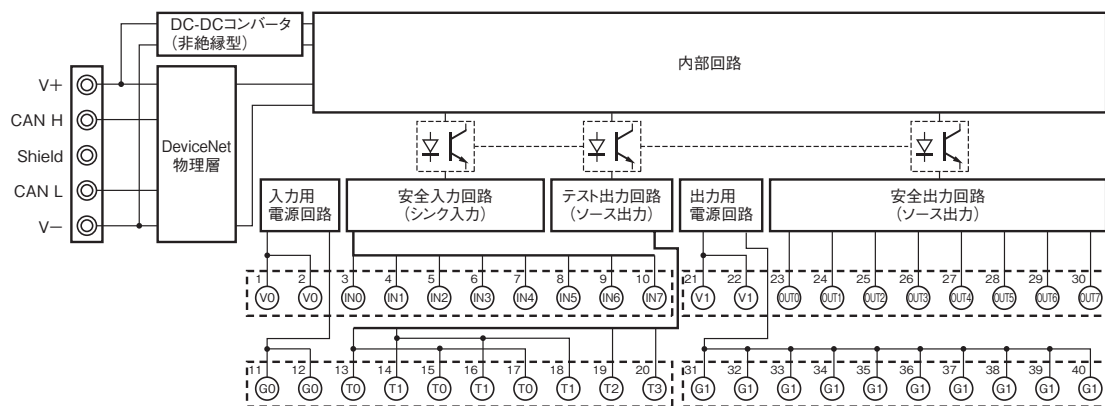 DC-DCコンバータ
(非絶縁型)
内部回路
V+
CAN H
Shield
CAN L
V−
DeviceNet
物理層
入力用
電源回路
安全入力回路
(シンク入力)
テスト出力回路
(ソース出力)
出力用
電源回路
安全出力回路
(ソース出力)
1 2 3 4 5 6 7 8 9 10
V0 V0 IN0 IN1 IN2 IN3 IN4 IN5 IN6 IN7
21 22 23 24 25 26 27 28 29 30
V1 V1 OUT0 OUT1 OUT2 OUT3 OUT4 OUT5 OUT6 OUT7
11 12 13 14 15 16 17 18 19 20
G0 G0 T0 T1 T0 T1 T0 T1 T2 T3
31 32 33 34 35 36 37 38 39 40
G1 G1 G1 G1 G1 G1 G1 G1 G1 G1